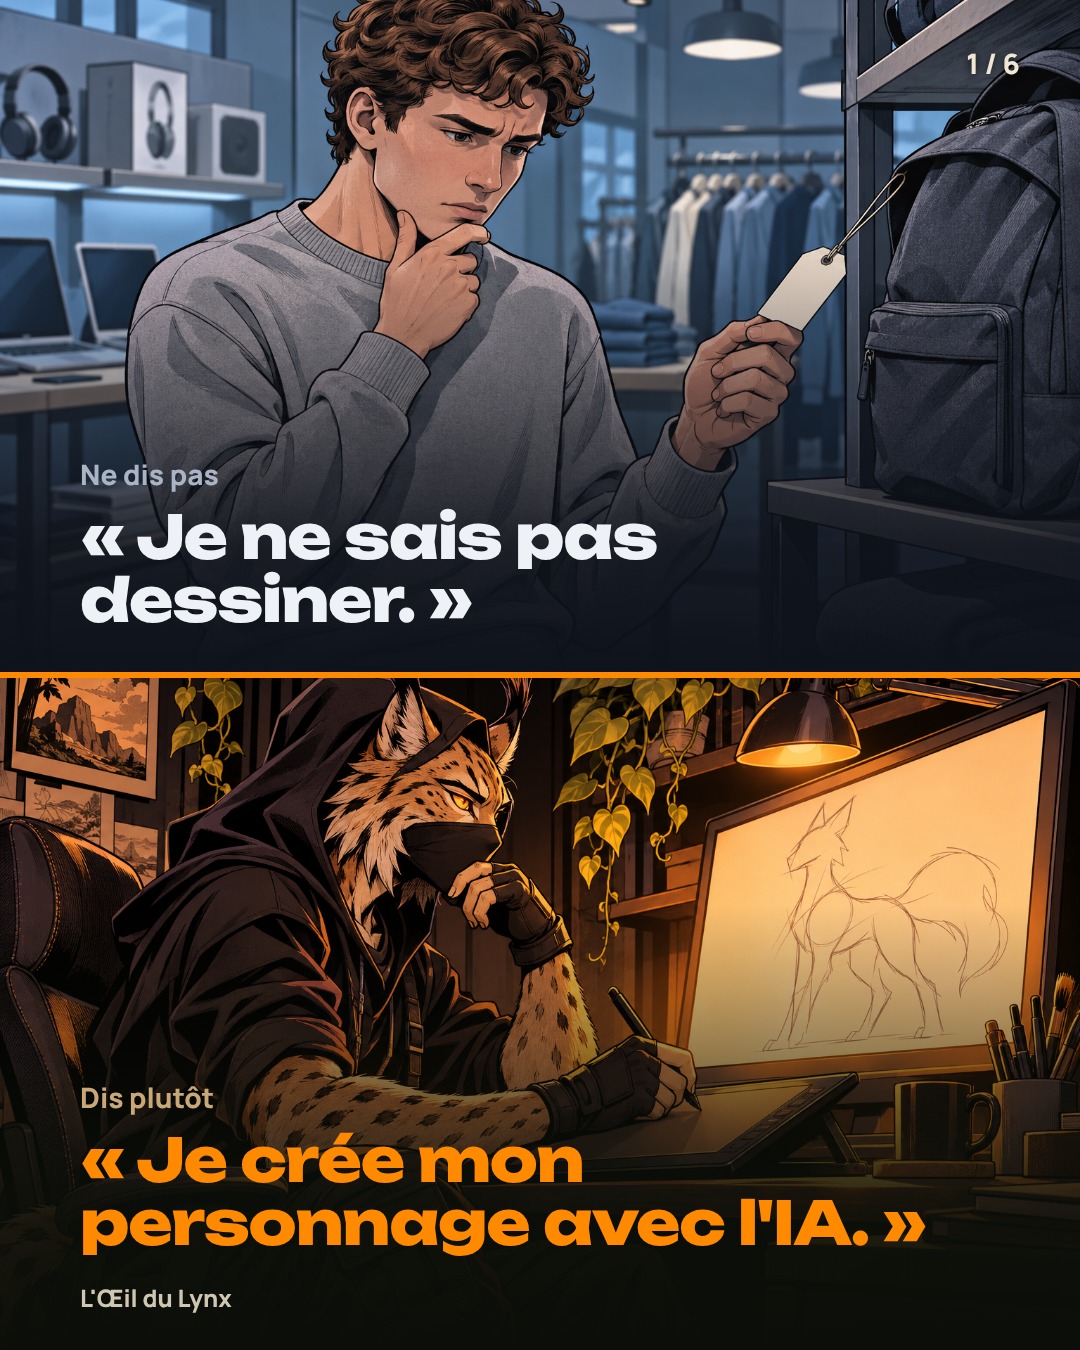 1 / 6
Ne dis pas
« Je ne sais pas
dessiner. »
Dis plutôt
« Je crée mon
personnage avec l'IA. »
L'Œil du Lynx